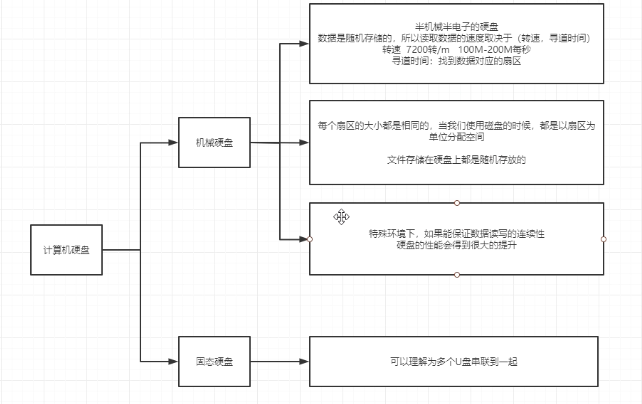 半机械半电子的硬盘
数据是随机存储的，所以读取数据的速度取决于（转速，寻道时间）
转速 7200转/m 100M-200M每秒
寻道时间：找到数据对应的扇区
机械硬盘
每个扇区的大小都是相同的，当我们使用磁盘的时候，都是以扇区为
单位分配空间
文件存储在硬盘上都是随机存放的
特殊环境下，如果能保证数据读写的连续性
硬盘的性能会得到很大的提升
计算机硬盘
固态硬盘
可以理解为多个U盘串联到一起